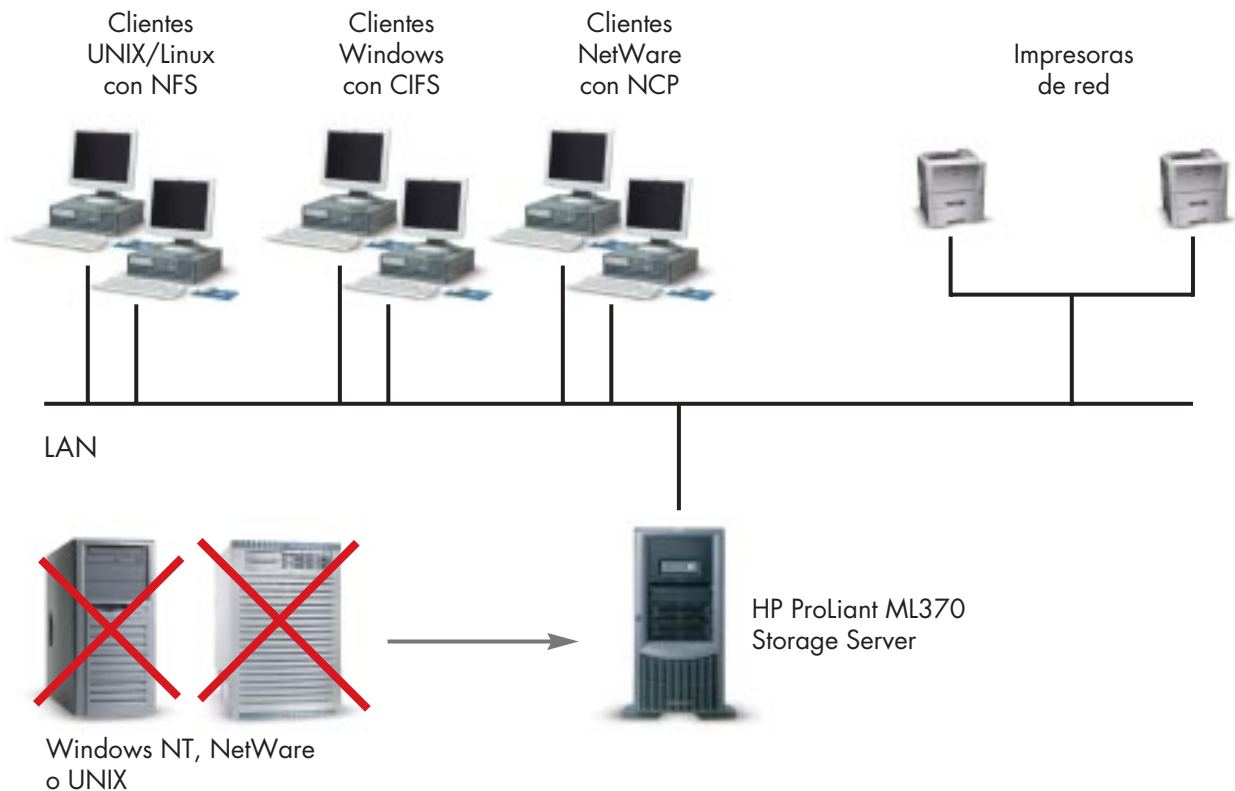 Clientes
UNIX/Linux
con NFS
Clientes
Windows
con CIFS
Clientes
NetWare
con NCP
Impresoras
de red
LAN
HP ProLiant ML370
Storage Server
Windows NT, NetWare
o UNIX